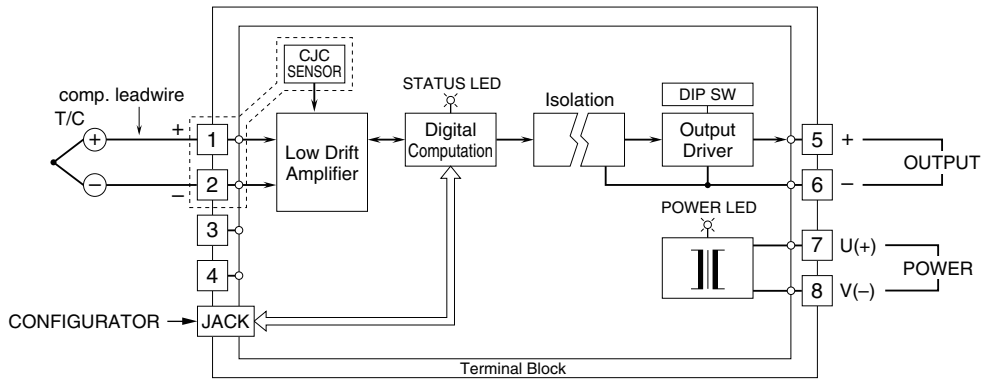 CJC
SENSOR
STATUS LED
DIP SW
comp. leadwire
T/C
Isolation
+
+
1
Low Drift
Amplifier
Digital
Computation
Output
Driver
5
+
OUTPUT
−
−
2
6
−
3
POWER LED
7
U(+)
4
POWER
8
V(–)
CONFIGURATOR
JACK
Terminal Block